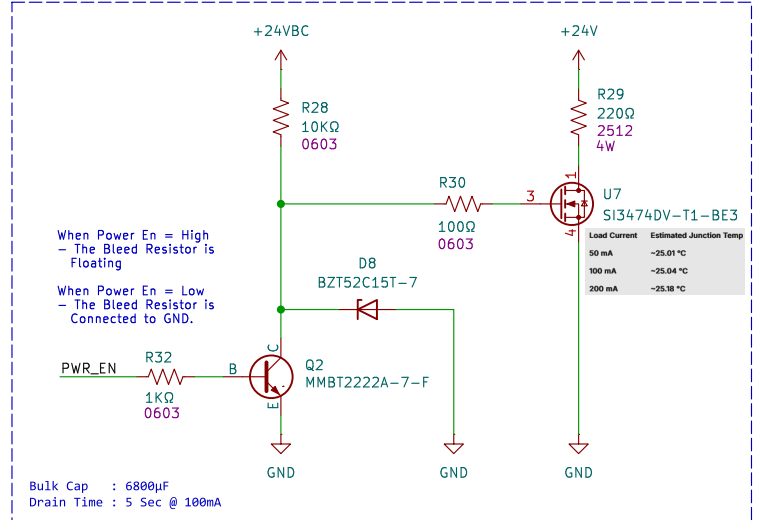 +24VBC
+24V
R28
10KΩ
0603
R29
220Ω
2512
4W
1
R30
3
U7
SI3474DV-T1-BE3
100Ω
0603
4
Load Current Estimated Junction Temp
50 mA ~25.01 °C
100 mA ~25.04 °C
200 mA ~25.18 °C
When Power En = High
– The Bleed Resistor is
Floating
When Power En = Low
– The Bleed Resistor is
Connected to GND.
D8
BZT52C15T-7
C
R32
PWR_EN
B
Q2
MMBT2222A-7-F
1KΩ
0603
E
GND
GND
GND
Bulk Cap : 6800µF
Drain Time : 5 Sec @ 100mA